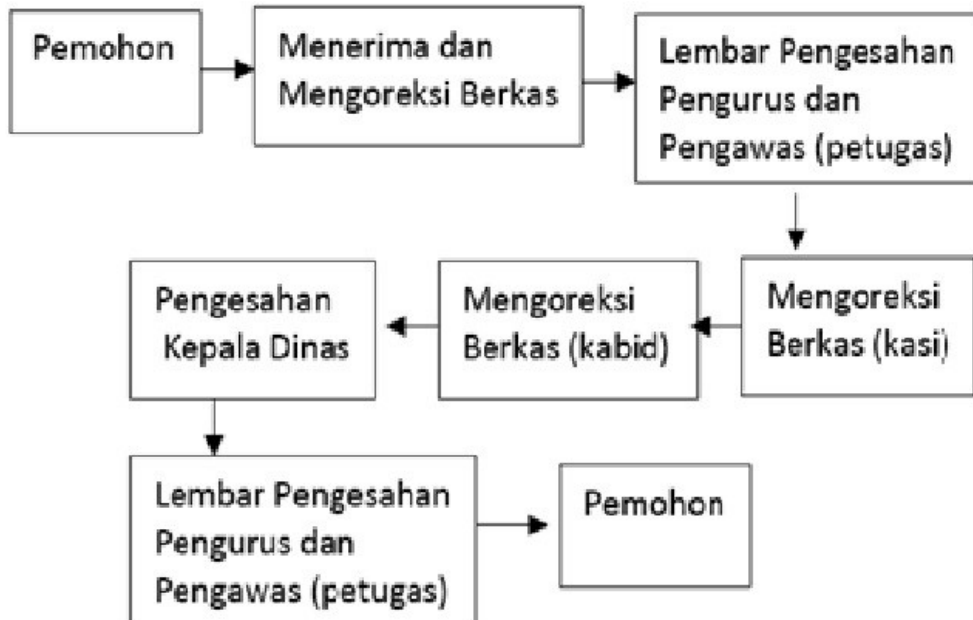 Pemohon
Menerima dan
Mengoreksi Berkas
Lembar Pengesahan
Pengurus dan
Pengawas (petugas)
Mengoreksi
Berkas (kasi)
Mengoreksi
Berkas (kabid)
Pengesahan
Kepala Dinas
Lembar Pengesahan
Pengurus dan
Pengawas (petugas)
Pemohon